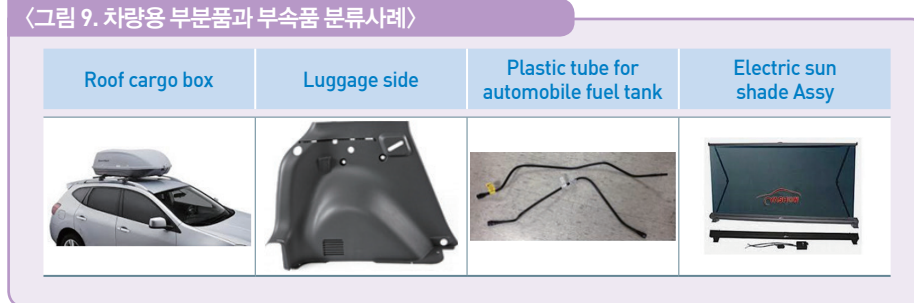 〈그림 9. 차량용 부분품과 부속품 분류사례〉
Roof cargo box
Luggage side
Plastic tube for
automobile fuel tank
Electric sun
shade Assy